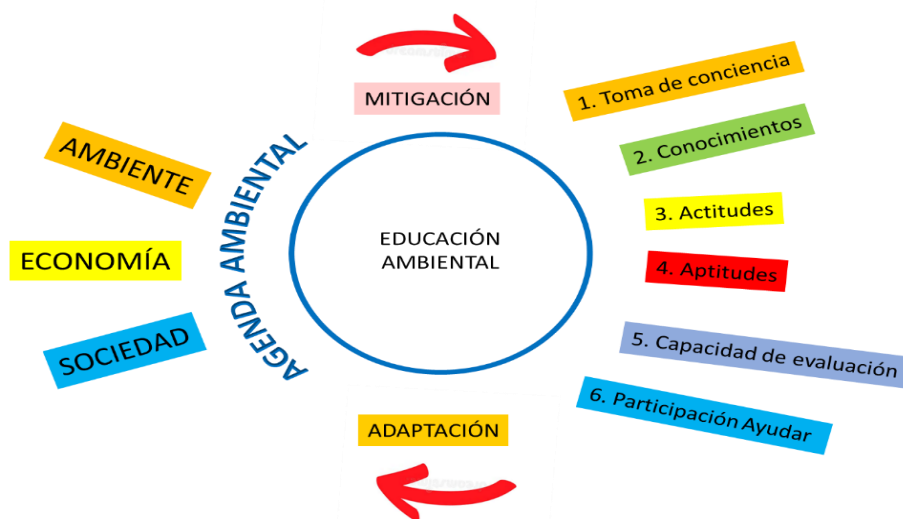 MITIGACIÓN
1. Toma de conciencia
2. Conocimientos
3. Actitudes
4. Aptitudes
5. Capacidad de evaluación
6. Participación Ayudar
AMBIENTE
ECONOMÍA
SOCIEDAD
AGENDA AMBIENTAL
EDUCACIÓN
AMBIENTAL
ADAPTACIÓN